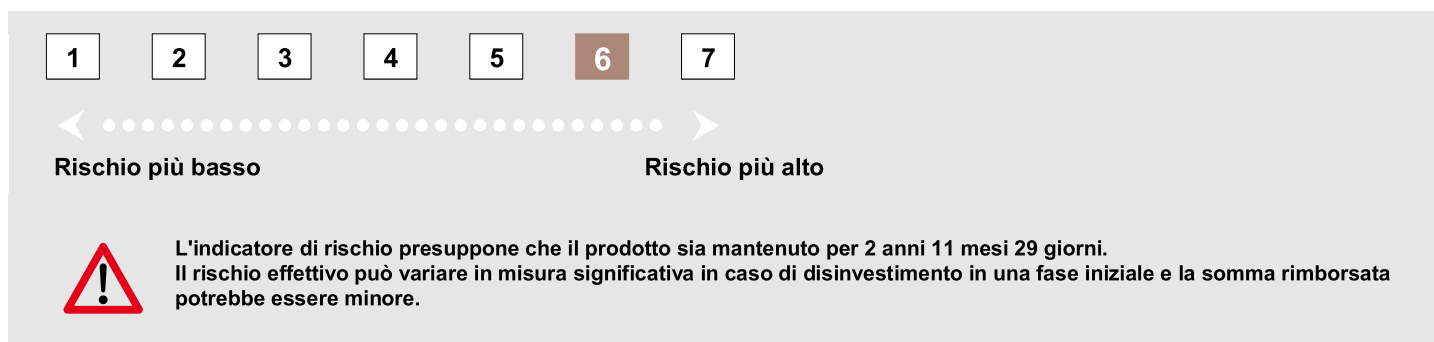 1 2 3 4 5 6 7
Rischio più basso Rischio più alto
L'indicatore di rischio presuppone che il prodotto sia mantenuto per 2 anni 11 mesi 29 giorni.
Il rischio effettivo può variare in misura significativa in caso di disinvestimento in una fase iniziale e la somma rimborsata
potrebbe essere minore.